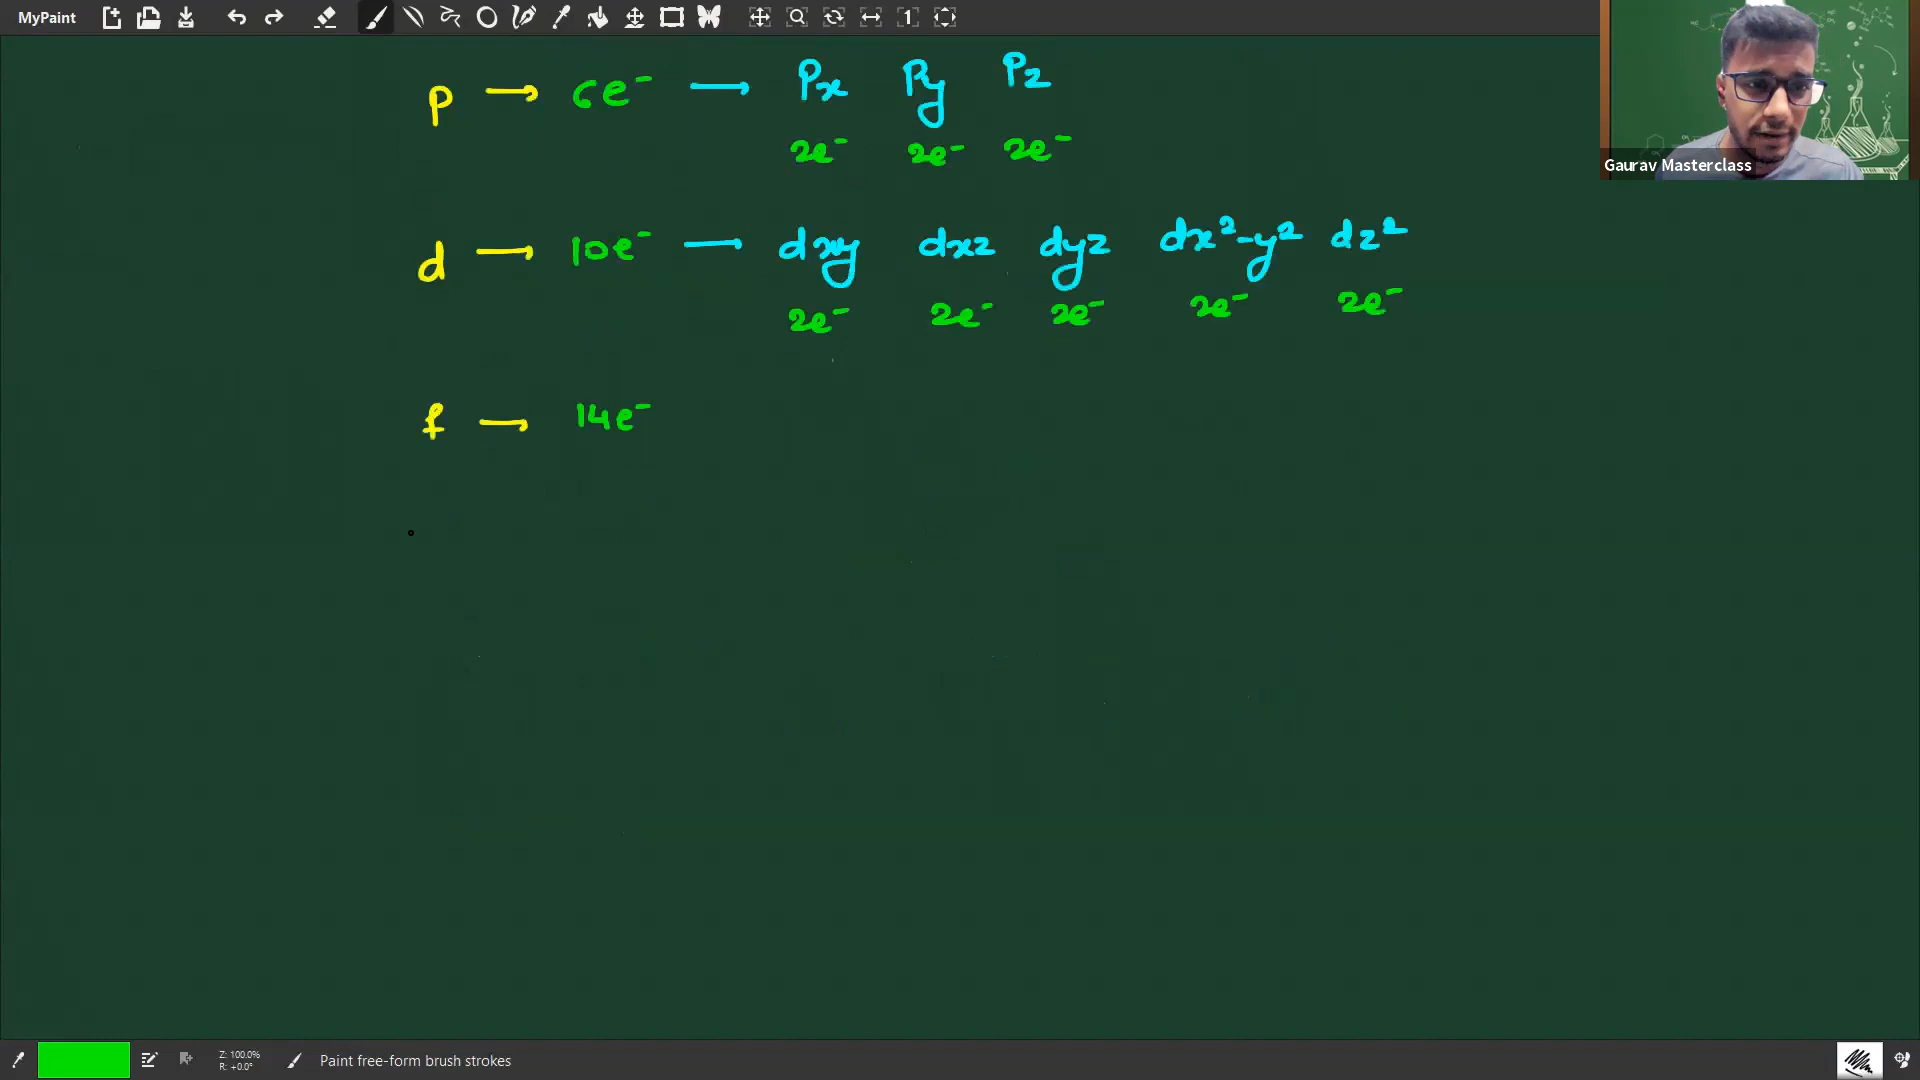 MyPaint
p → 6e⁻ → Px Py Pz
2e⁻ 2e⁻ 2e⁻
Gaurav Masterclass
d → 10e⁻ → dxy dxz dyz dx²-y² dz²
2e⁻ 2e⁻ 2e⁻ 2e⁻ 2e⁻
f → 14e⁻
Z: 100.0%
R: +0.0°
Paint free-form brush strokes